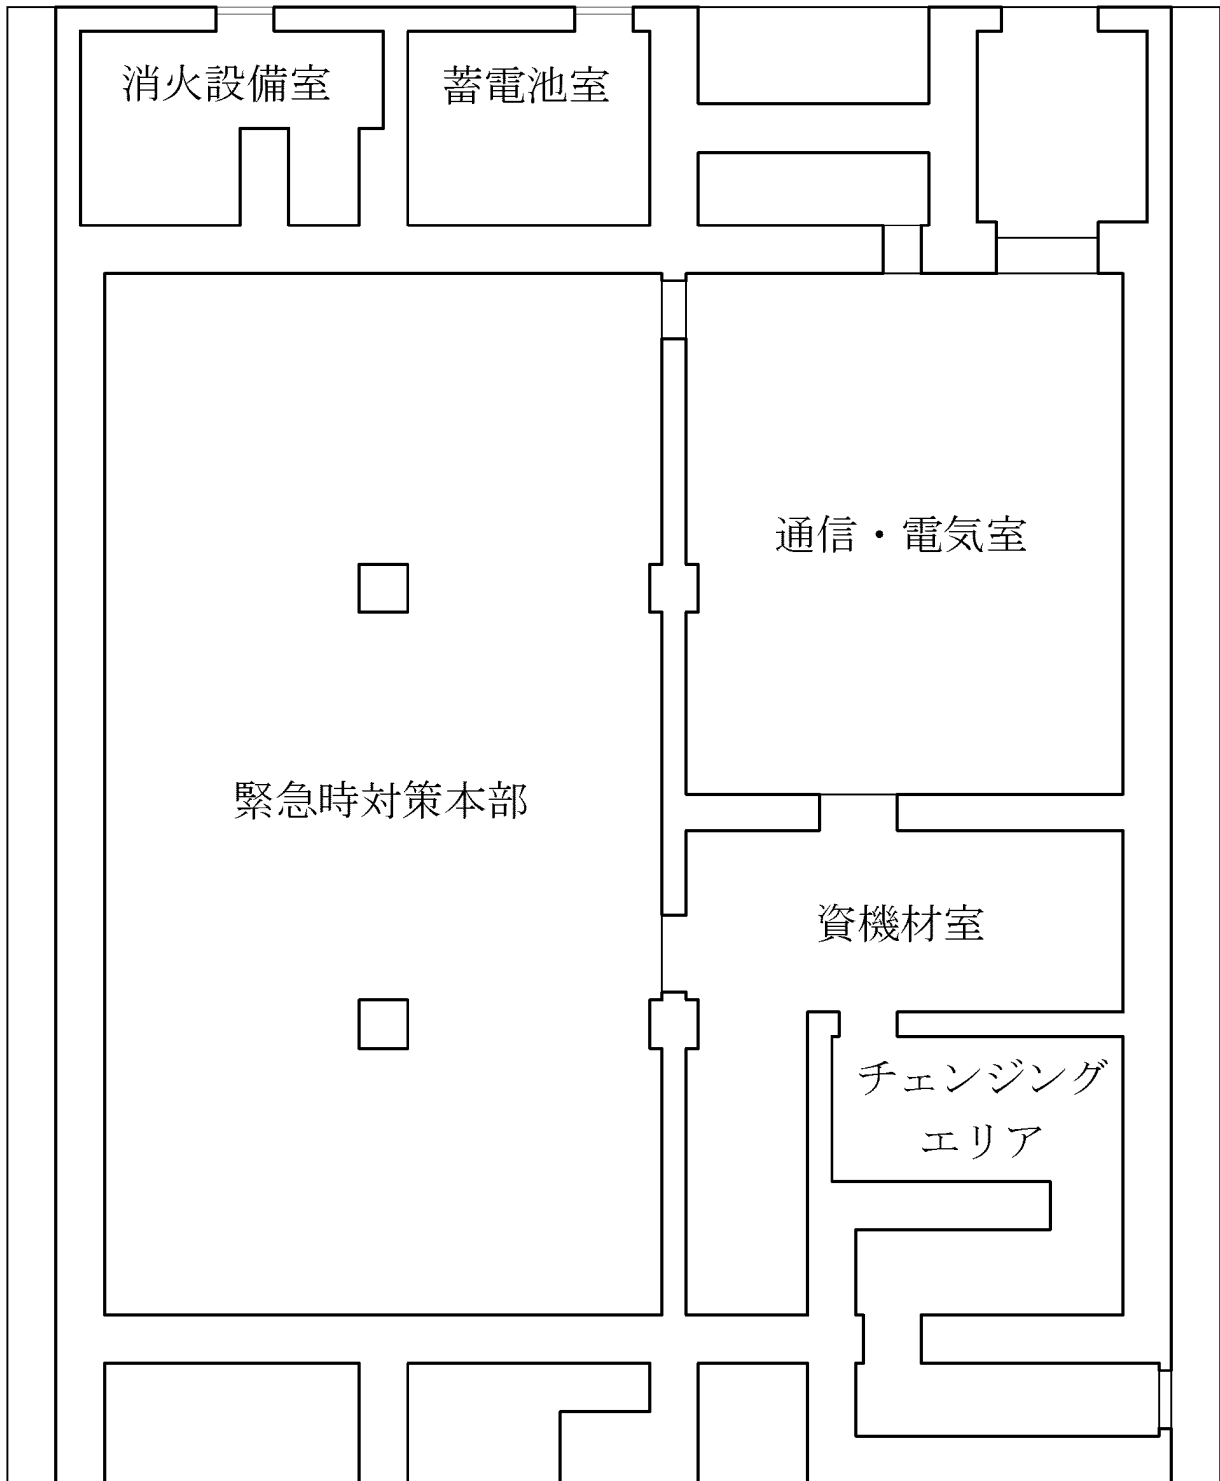 消火設備室
蓄電池室
通信・電気室
緊急時対策本部
資機材室
チェンジング
エリア